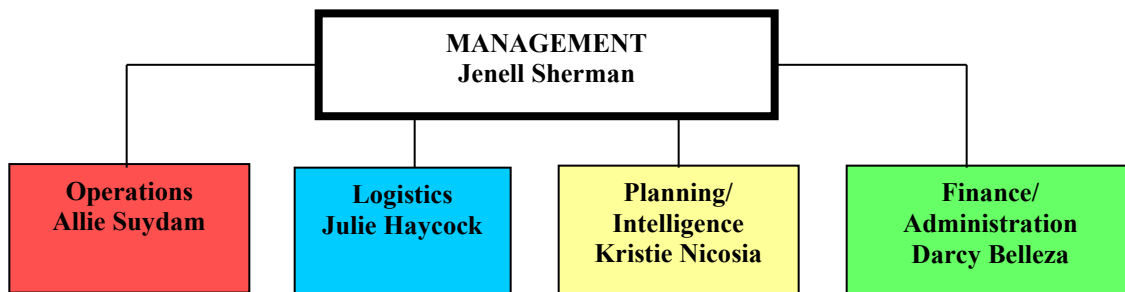 MANAGEMENT
Jenell Sherman
Operations
Allie Suydam
Logistics
Julie Haycock
Planning/
Intelligence
Kristie Nicosia
Finance/
Administration
Darcy Belleza